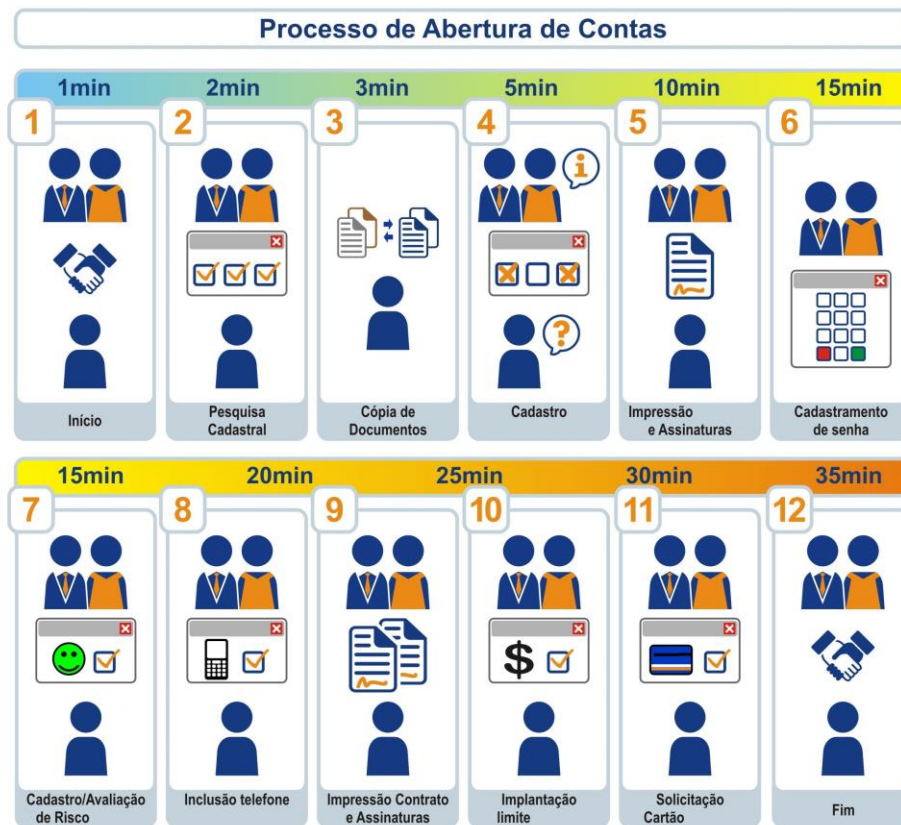 Processo de Abertura de Contas
1min 2min 3min 5min 10min 15min
1 2 3 4 5 6
i
?
Início
Pesquisa
Cadastral
Cópia de
Documentos
Cadastro
Impressão
e Assinaturas
Cadastramento
de senha
15min 20min 25min 30min 35min
7 8 9 10 11 12
$
Cadastro/Avaliação
de Risco
Inclusão telefone
Impressão Contrato
e Assinaturas
Implantação
limite
Solicitação
Cartão
Fim